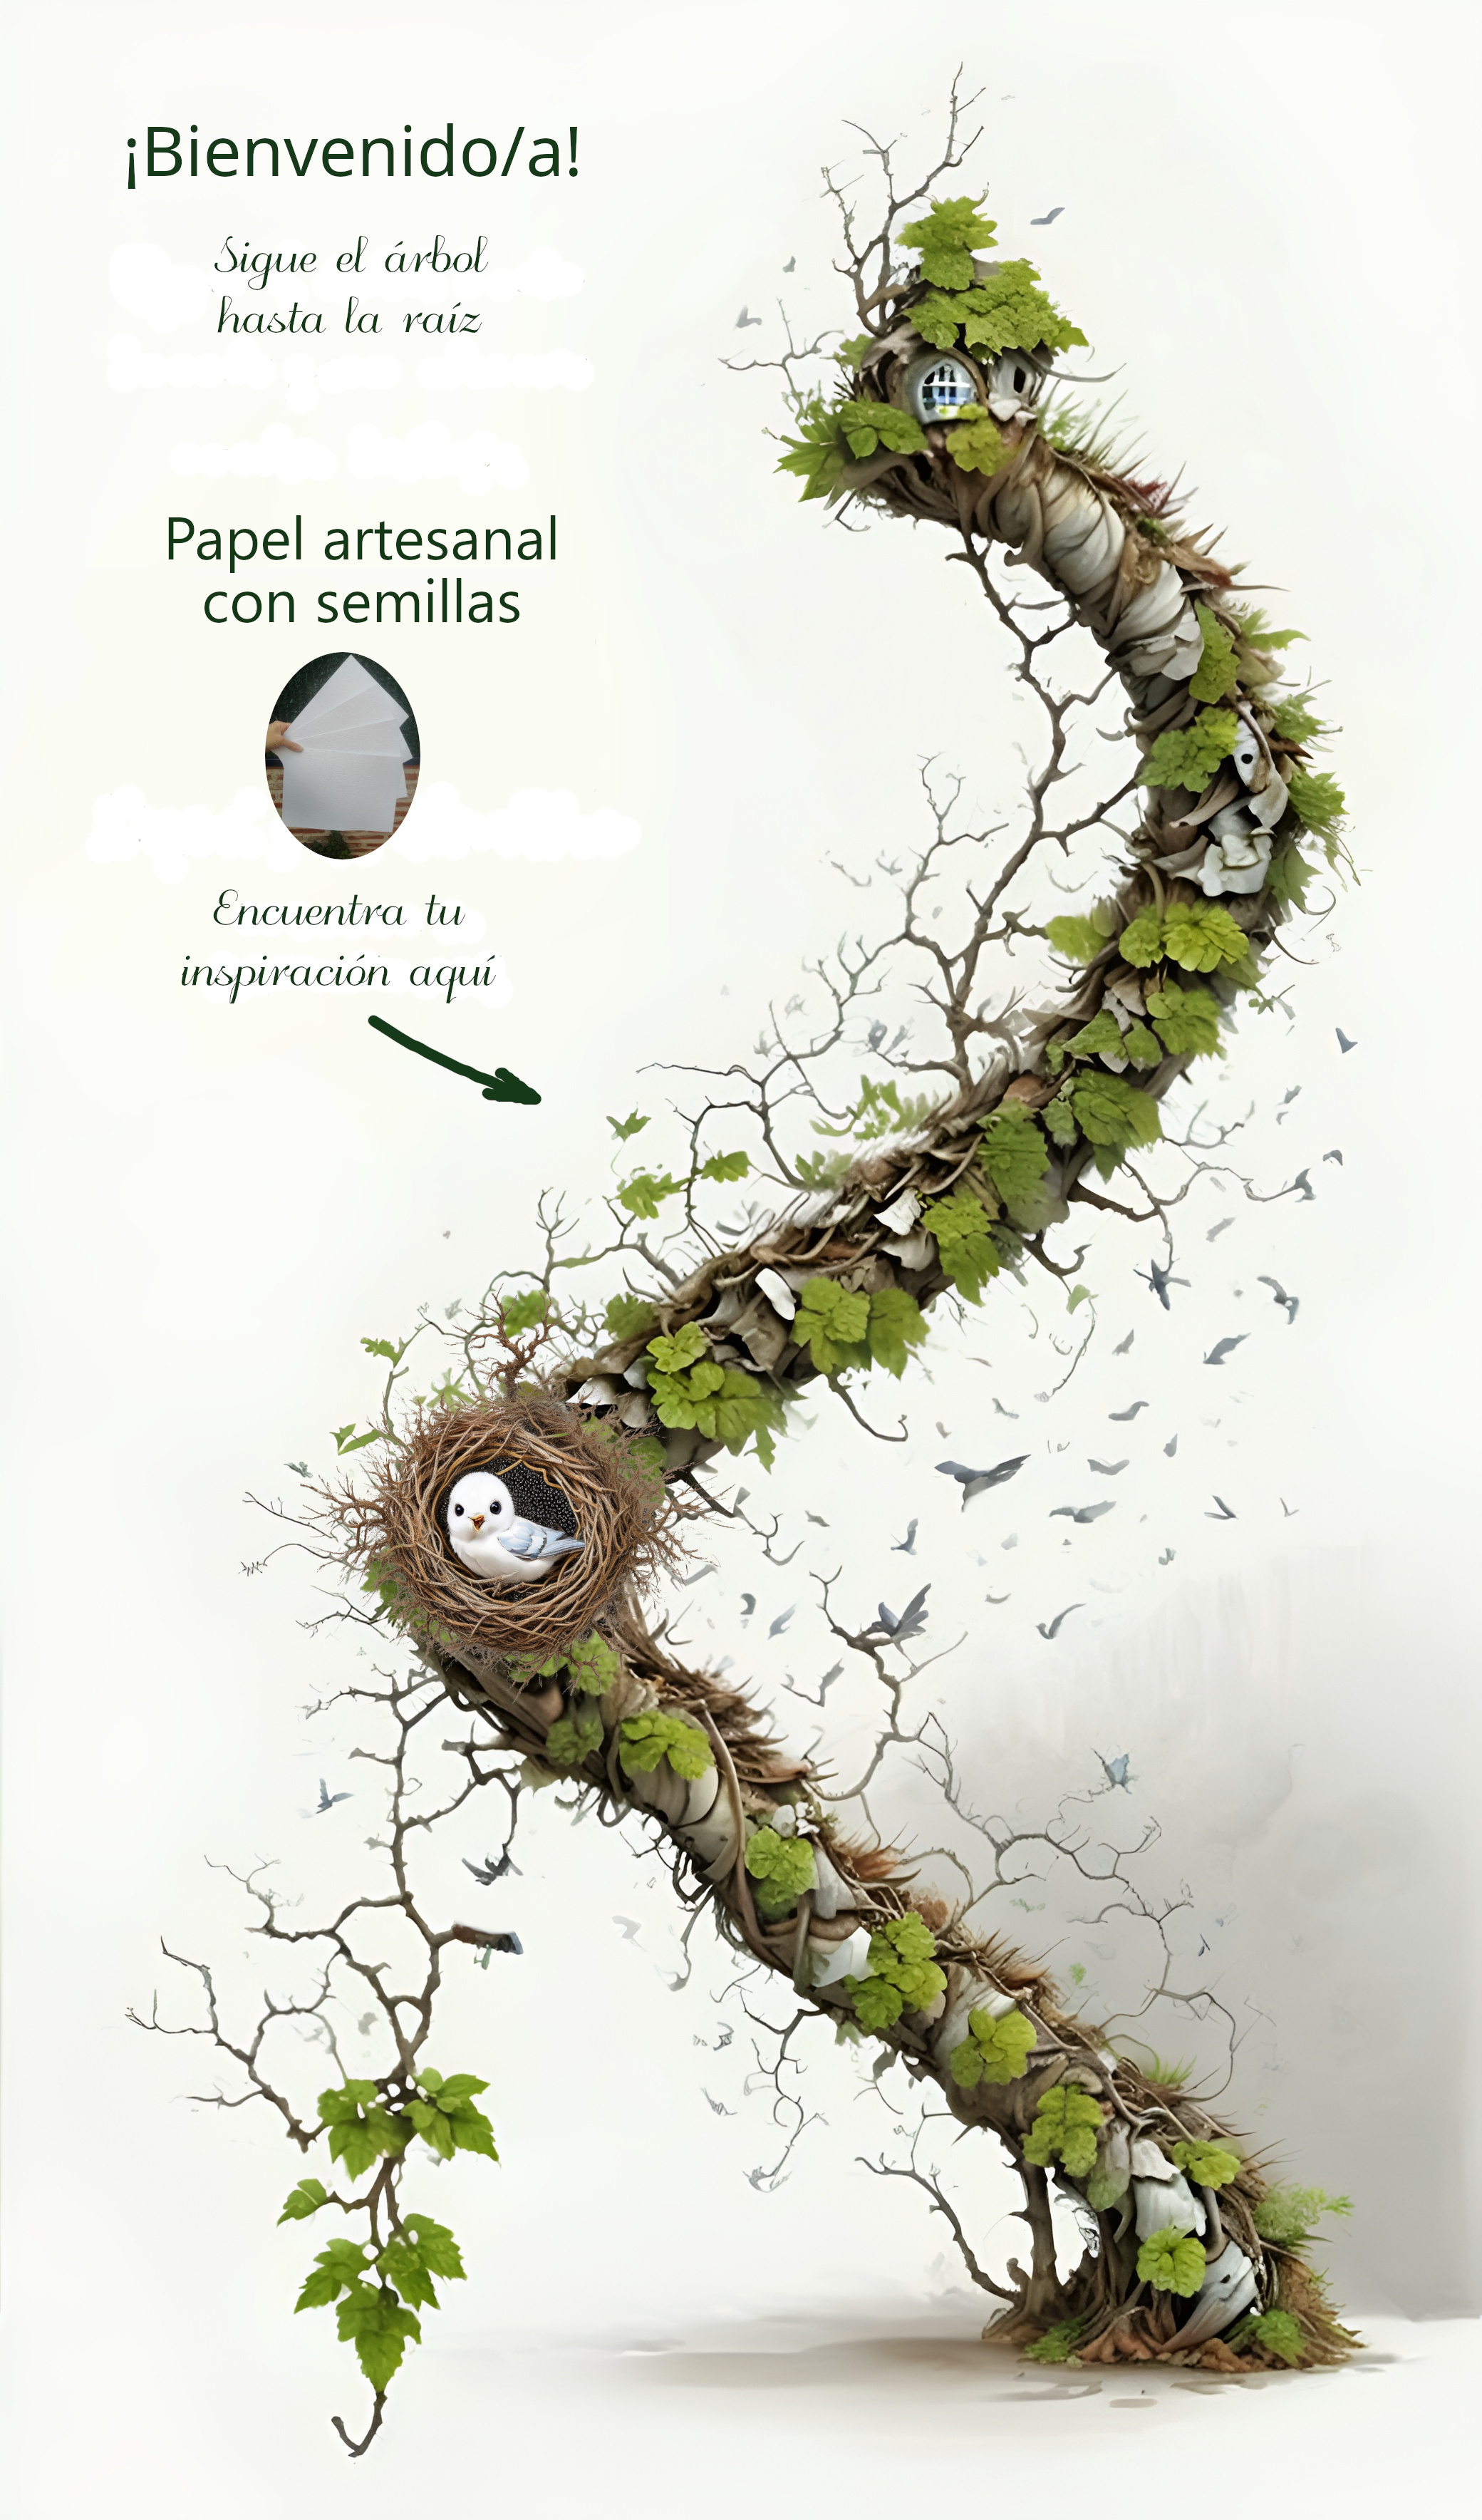 ¡Bienvenido/a!
Sigue el árbol
hasta la raíz
Papel artesanal
con semillas
Encuentra tu
inspiración aquí